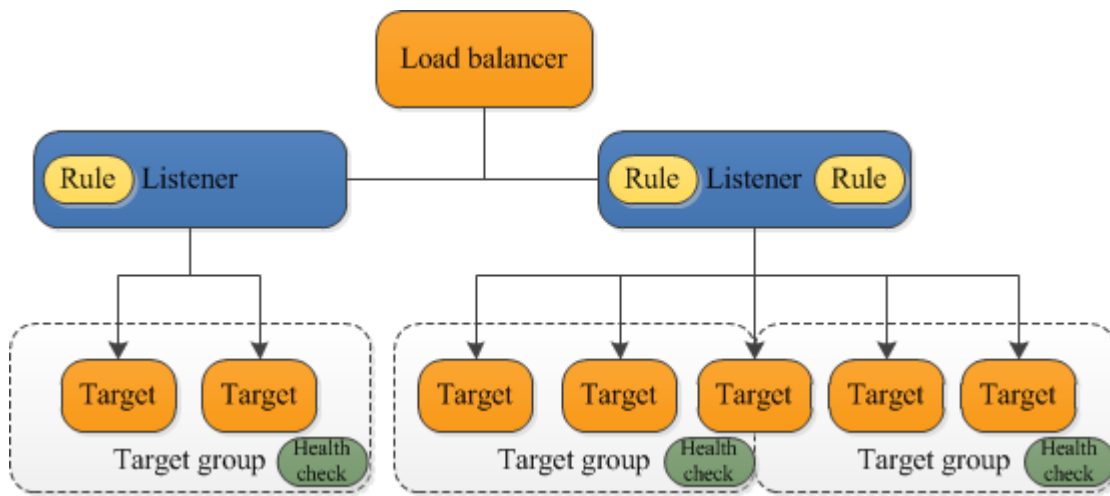 Load balancer
Rule Listener
Rule Listener Rule
Target Target
Target Target Target Target Target
Target group Health check
Target group Health check
Target group Health check